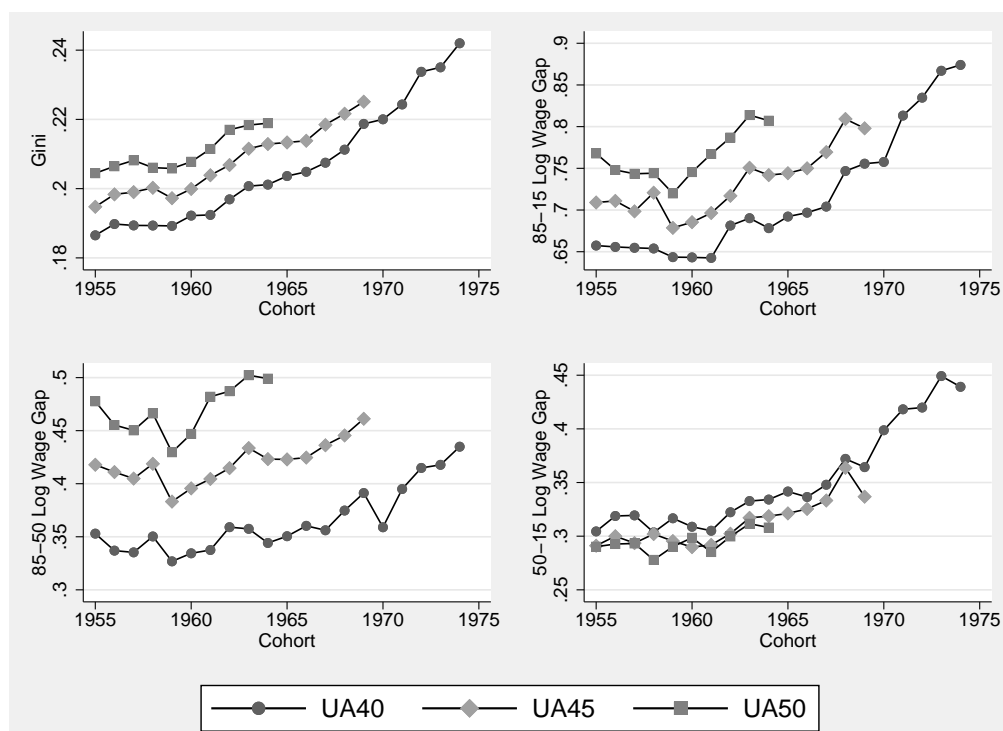 Gini
.18 .2 .22 .24
1955 1960 1965 1970 1975
Cohort
85−15 Log Wage Gap
.65 .7 .75 .8 .85 .9
1955 1960 1965 1970 1975
Cohort
85−50 Log Wage Gap
.3 .35 .4 .45 .5
1955 1960 1965 1970 1975
Cohort
50−15 Log Wage Gap
.25 .3 .35 .4 .45
1955 1960 1965 1970 1975
Cohort
UA40 UA45 UA50